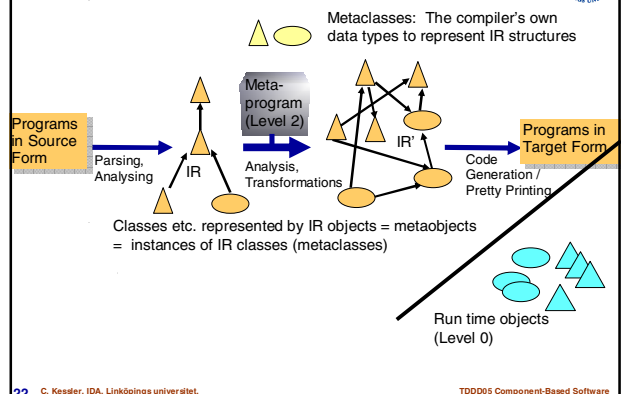 Metaclasses: The compiler's own
data types to represent IR structures
Programs
in Source
Form
Parsing,
Analysing
IR
Meta-
program
(Level 2)
Analysis,
Transformations
IR'
Code
Generation /
Pretty Printing
Programs in
Target Form
Classes etc. represented by IR objects = metaobjects
= instances of IR classes (metaclasses)
Run time objects
(Level 0)
C. Kessler, IDA, Linköpings universitet.
TDDD05 Component-Based Software